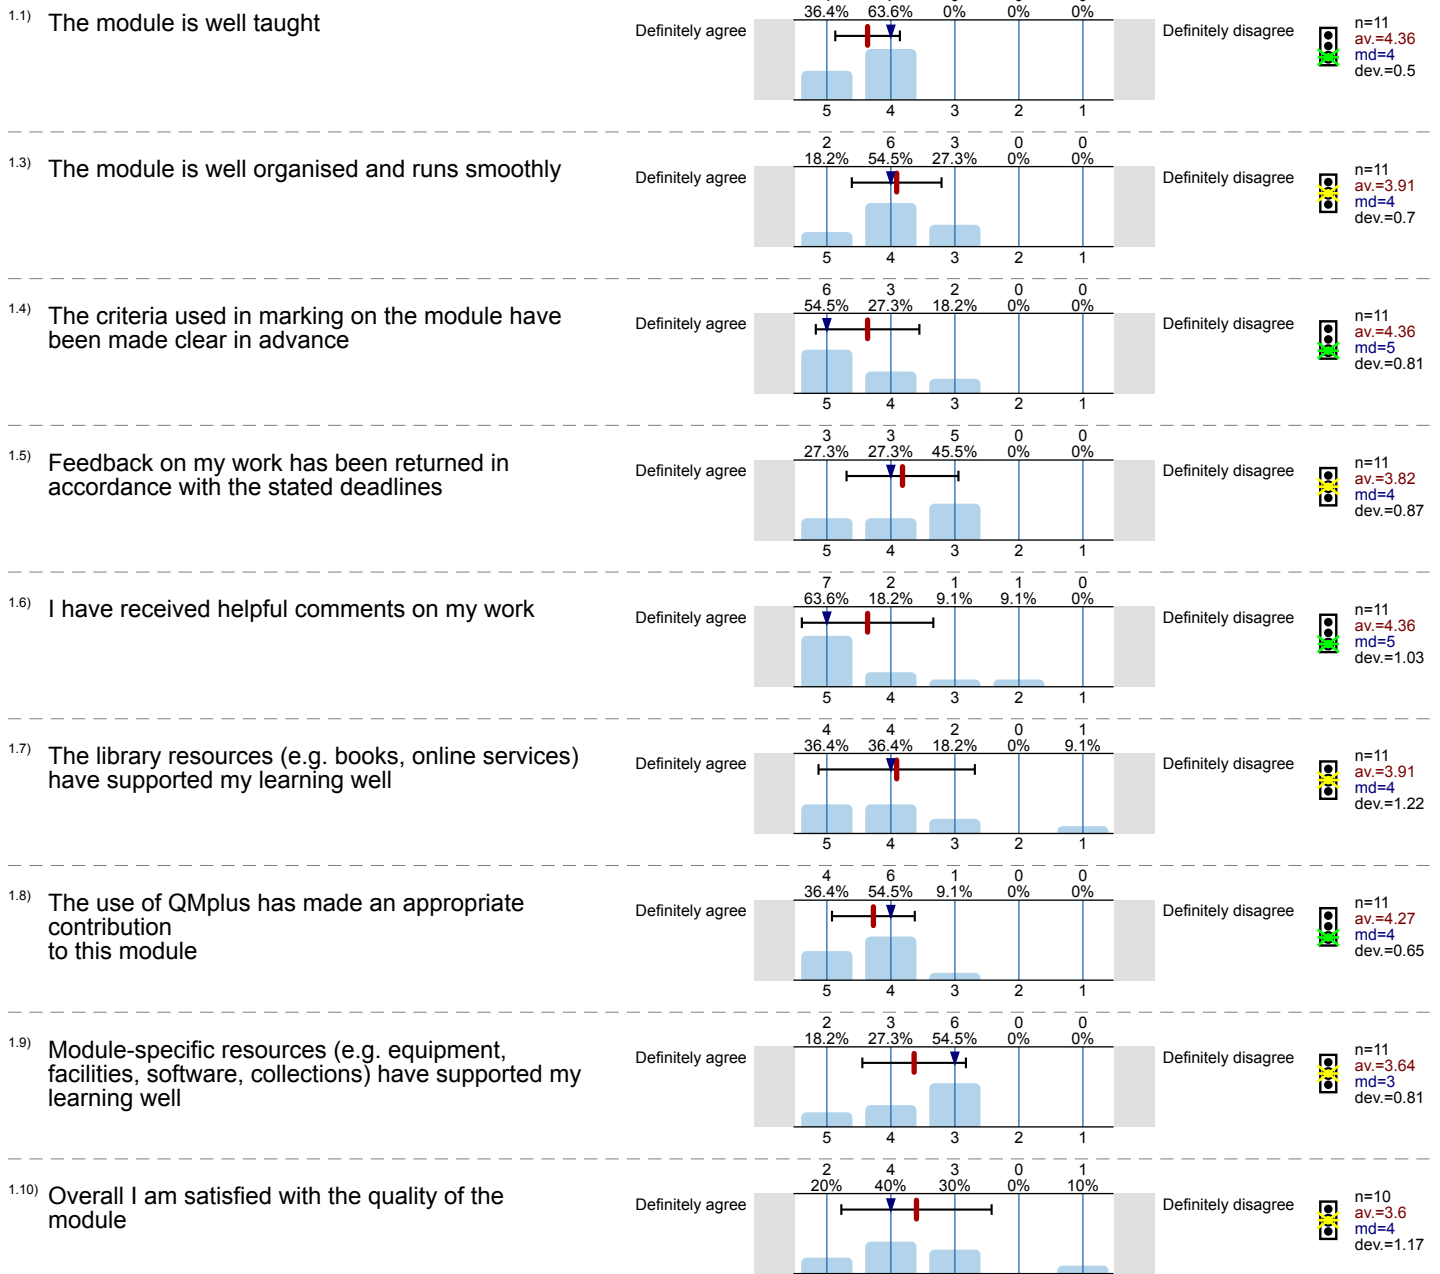 36.4% 63.6% 0% 0% 0%
1.1) The module is well taught Definitely agree Definitely disagree n=11
av.=4.36
md=4
dev.=0.5
5 4 3 2 1
2 6 3 0 0
18.2% 54.5% 27.3% 0% 0%
1.3) The module is well organised and runs smoothly Definitely agree Definitely disagree n=11
av.=3.91
md=4
dev.=0.7
5 4 3 2 1
6 3 2 0 0
54.5% 27.3% 18.2% 0% 0%
1.4) The criteria used in marking on the module have Definitely agree Definitely disagree n=11
been made clear in advance av.=4.36
md=5
dev.=0.81
5 4 3 2 1
3 3 5 0 0
27.3% 27.3% 45.5% 0% 0%
1.5) Feedback on my work has been returned in Definitely agree Definitely disagree n=11
accordance with the stated deadlines av.=3.82
md=4
dev.=0.87
5 4 3 2 1
7 2 1 1 0
63.6% 18.2% 9.1% 9.1% 0%
1.6) I have received helpful comments on my work Definitely agree Definitely disagree n=11
av.=4.36
md=5
dev.=1.03
5 4 3 2 1
4 4 2 0 1
36.4% 36.4% 18.2% 0% 9.1%
1.7) The library resources (e.g. books, online services) Definitely agree Definitely disagree n=11
have supported my learning well av.=3.91
md=4
dev.=1.22
5 4 3 2 1
4 6 1 0 0
36.4% 54.5% 9.1% 0% 0%
1.8) The use of QMplus has made an appropriate Definitely agree Definitely disagree n=11
contribution av.=4.27
to this module md=4
dev.=0.65
5 4 3 2 1
2 3 6 0 0
18.2% 27.3% 54.5% 0% 0%
1.9) Module-specific resources (e.g. equipment, Definitely agree Definitely disagree n=11
facilities, software, collections) have supported my av.=3.64
learning well md=3
dev.=0.81
5 4 3 2 1
2 4 3 0 1
20% 40% 30% 0% 10%
1.10) Overall I am satisfied with the quality of the Definitely agree Definitely disagree n=10
module av.=3.6
md=4
dev.=1.17